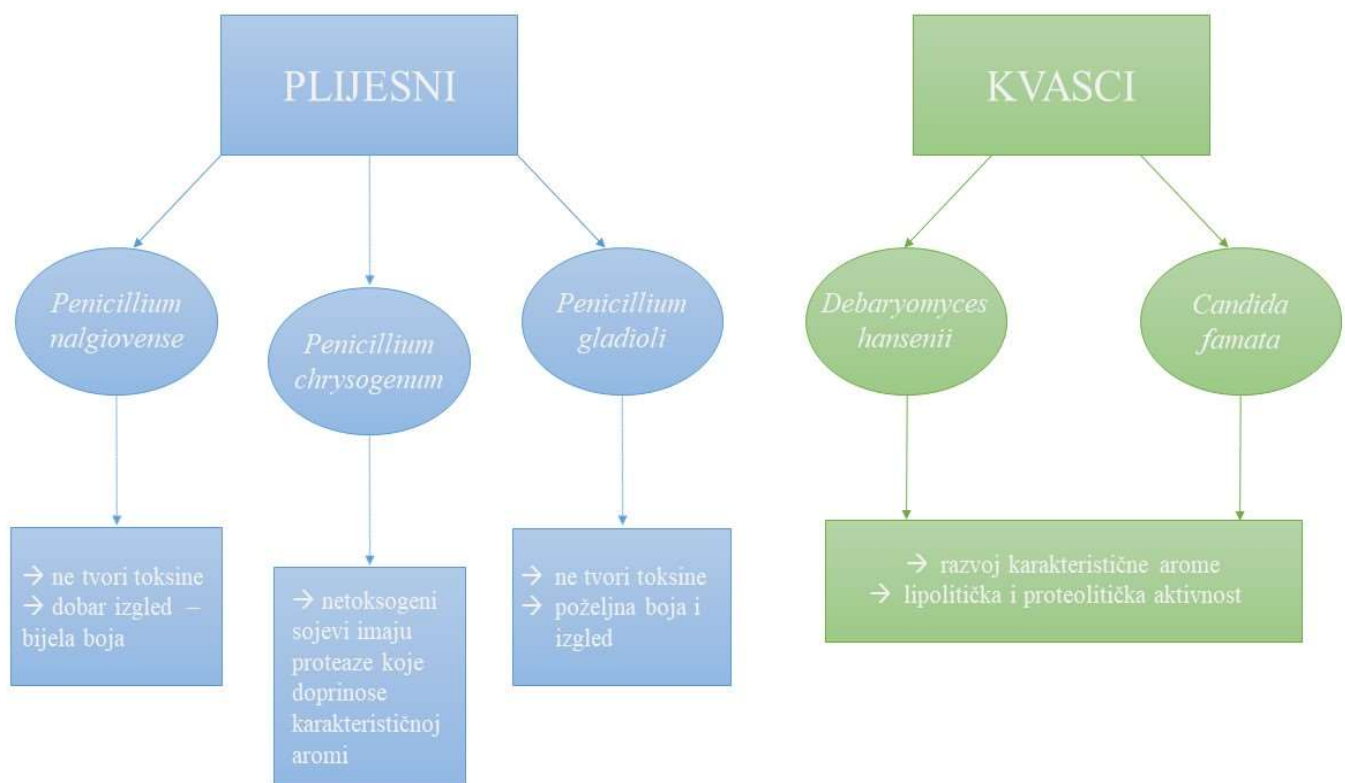 PLIJESNI
Penicillium
nalgiovense
Penicillium
chrysogenum
Penicillium
gladioli
→ ne tvori toksine
→ dobar izgled –
bijela boja
→ netoksogeni
sojevi imaju
proteaze koje
doprinose
karakterističnoj
aromi
→ ne tvori toksine
→ poželjna boja i
izgled
KVASCI
Debaryomyces
hansenii
Candida
famata
→ razvoj karakteristične arome
→ lipolitička i proteolitička aktivnost